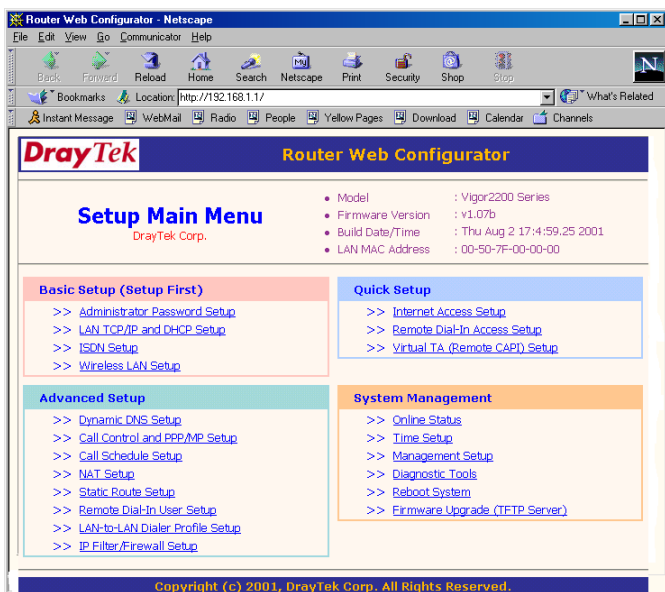 Router Web Configurator - Netscape
File Edit View Go Communicator Help
Back Forward Reload Home Search Netscape Print Security Shop Stop
My
N
Bookmarks Location: http://192.168.1.1/ What's Related
Instant Message WebMail Radio People Yellow Pages Download Calendar Channels
DrayTek Router Web Configurator
Setup Main Menu
DrayTek Corp.
• Model : Vigor2200 Series
• Firmware Version : v1.07b
• Build Date/Time : Thu Aug 2 17:4:59.25 2001
• LAN MAC Address : 00-50-7F-00-00-00
Basic Setup (Setup First)
>> Administrator Password Setup
>> LAN TCP/IP and DHCP Setup
>> ISDN Setup
>> Wireless LAN Setup
Quick Setup
>> Internet Access Setup
>> Remote Dial-In Access Setup
>> Virtual TA (Remote CAPI) Setup
Advanced Setup
>> Dynamic DNS Setup
>> Call Control and PPP/MP Setup
>> Call Schedule Setup
>> NAT Setup
>> Static Route Setup
>> Remote Dial-In User Setup
>> LAN-to-LAN Dialer Profile Setup
>> IP Filter/Firewall Setup
System Management
>> Online Status
>> Time Setup
>> Management Setup
>> Diagnostic Tools
>> Reboot System
>> Firmware Upgrade (TFTP Server)
Copyright (c) 2001, DrayTek Corp. All Rights Reserved.